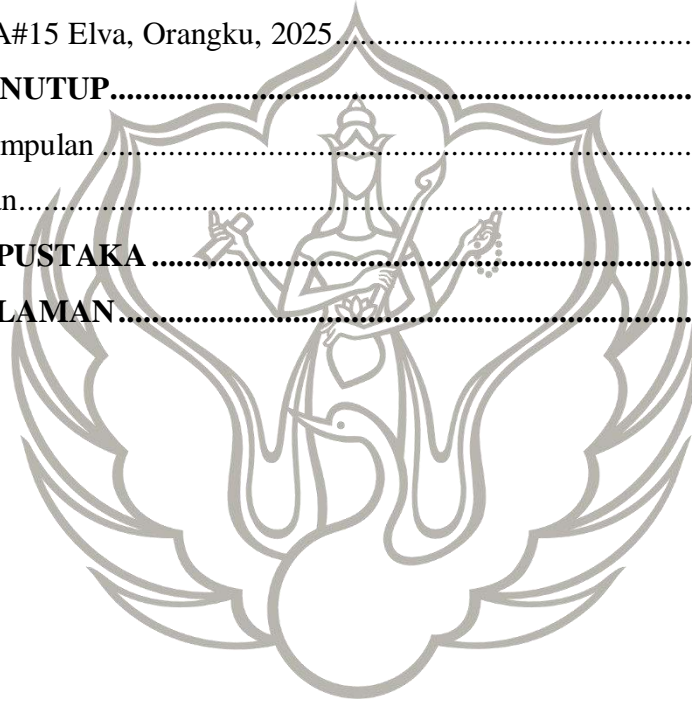 A#15 Elva, Orangku, 2025........................................
NUTUP................................................................
mpulan ................................................................
n...........................................................................
PUSTAKA ............................................................
LAMAN................................................................